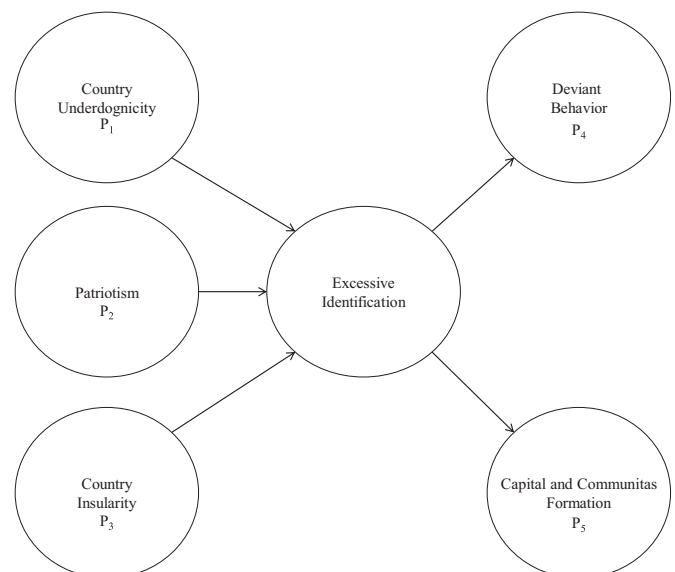 Country
Underdognicity
P₁
Deviant
Behavior
P₄
Patriotism
P₂
Excessive
Identification
Country
Insularity
P₃
Capital and Communitas
Formation
P₅